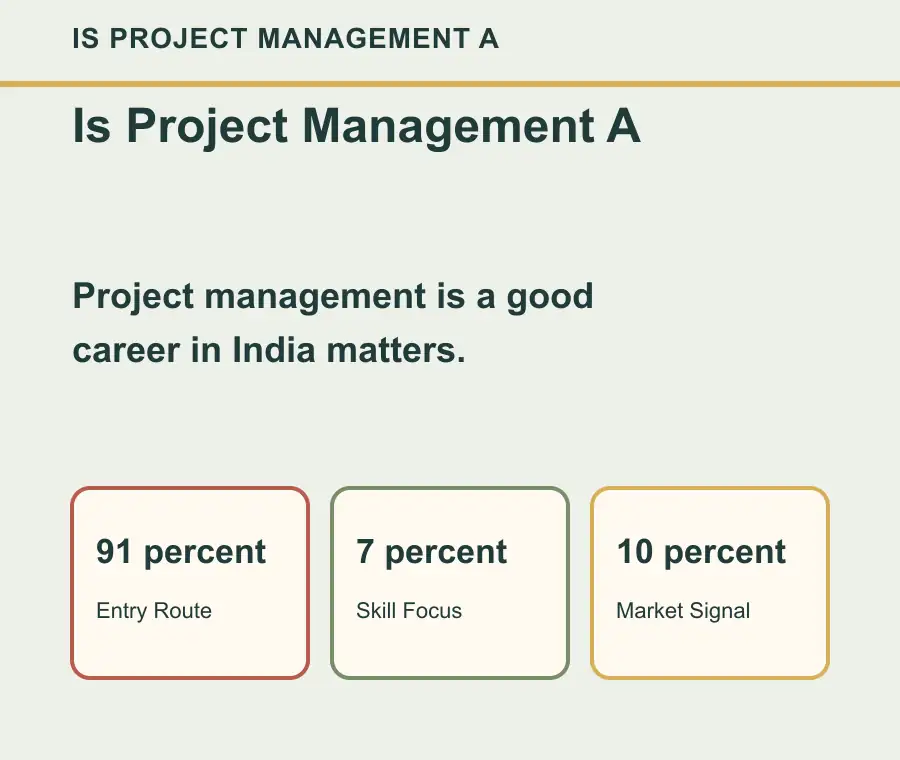 IS PROJECT MANAGEMENT A
Is Project Management A
Project management is a good
career in India matters.
91 percent
Entry Route
7 percent
Skill Focus
10 percent
Market Signal